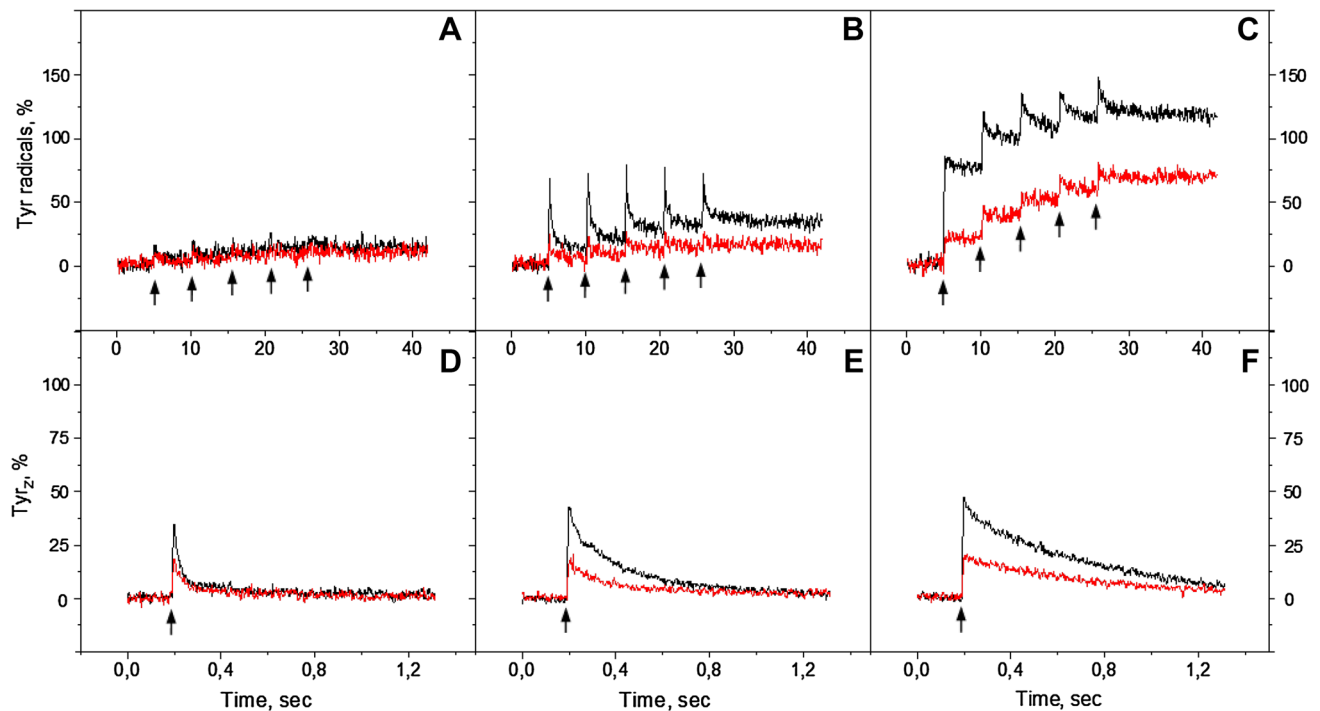 A B C
Tyr radicals, %
150 150
100 100
50 50
0 0
0 10 20 30 40 0 10 20 30 40 0 10 20 30 40
D E F
Tyrz, %
100 100
75 75
50 50
25 25
0 0
0,0 0,4 0,8 1,2 0,0 0,4 0,8 1,2 0,0 0,4 0,8 1,2
Time, sec Time, sec Time, sec